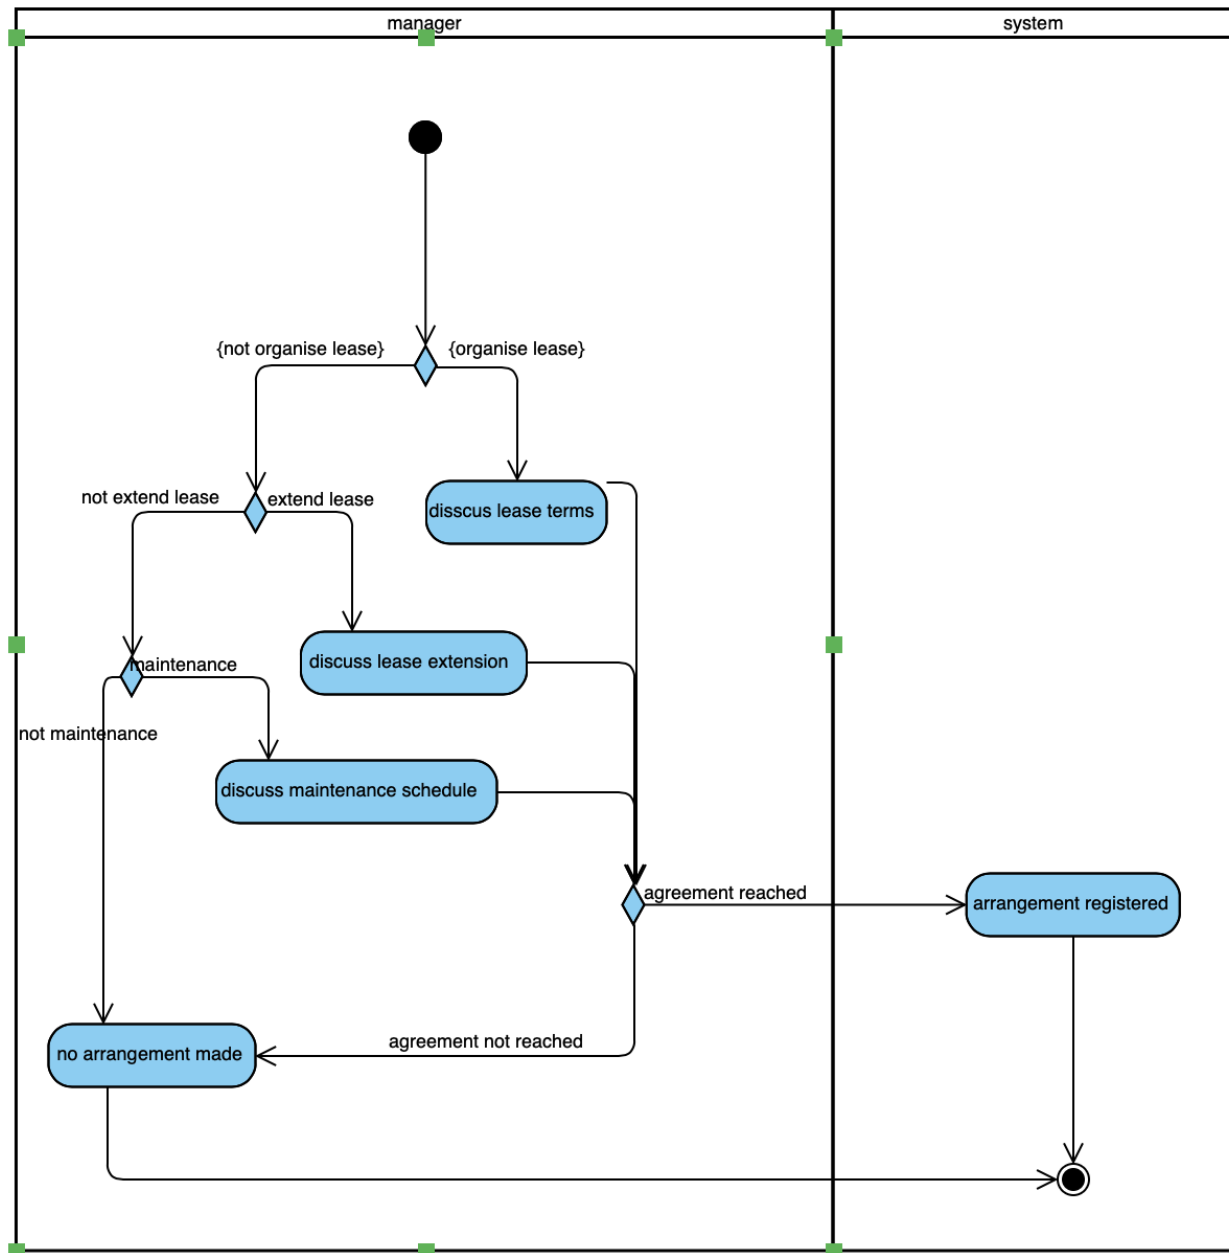 manager
system
{not organise lease}
{organise lease}
not extend lease
extend lease
disscus lease terms
maintenance
discuss lease extension
not maintenance
discuss maintenance schedule
agreement reached
arrangement registered
agreement not reached
no arrangement made